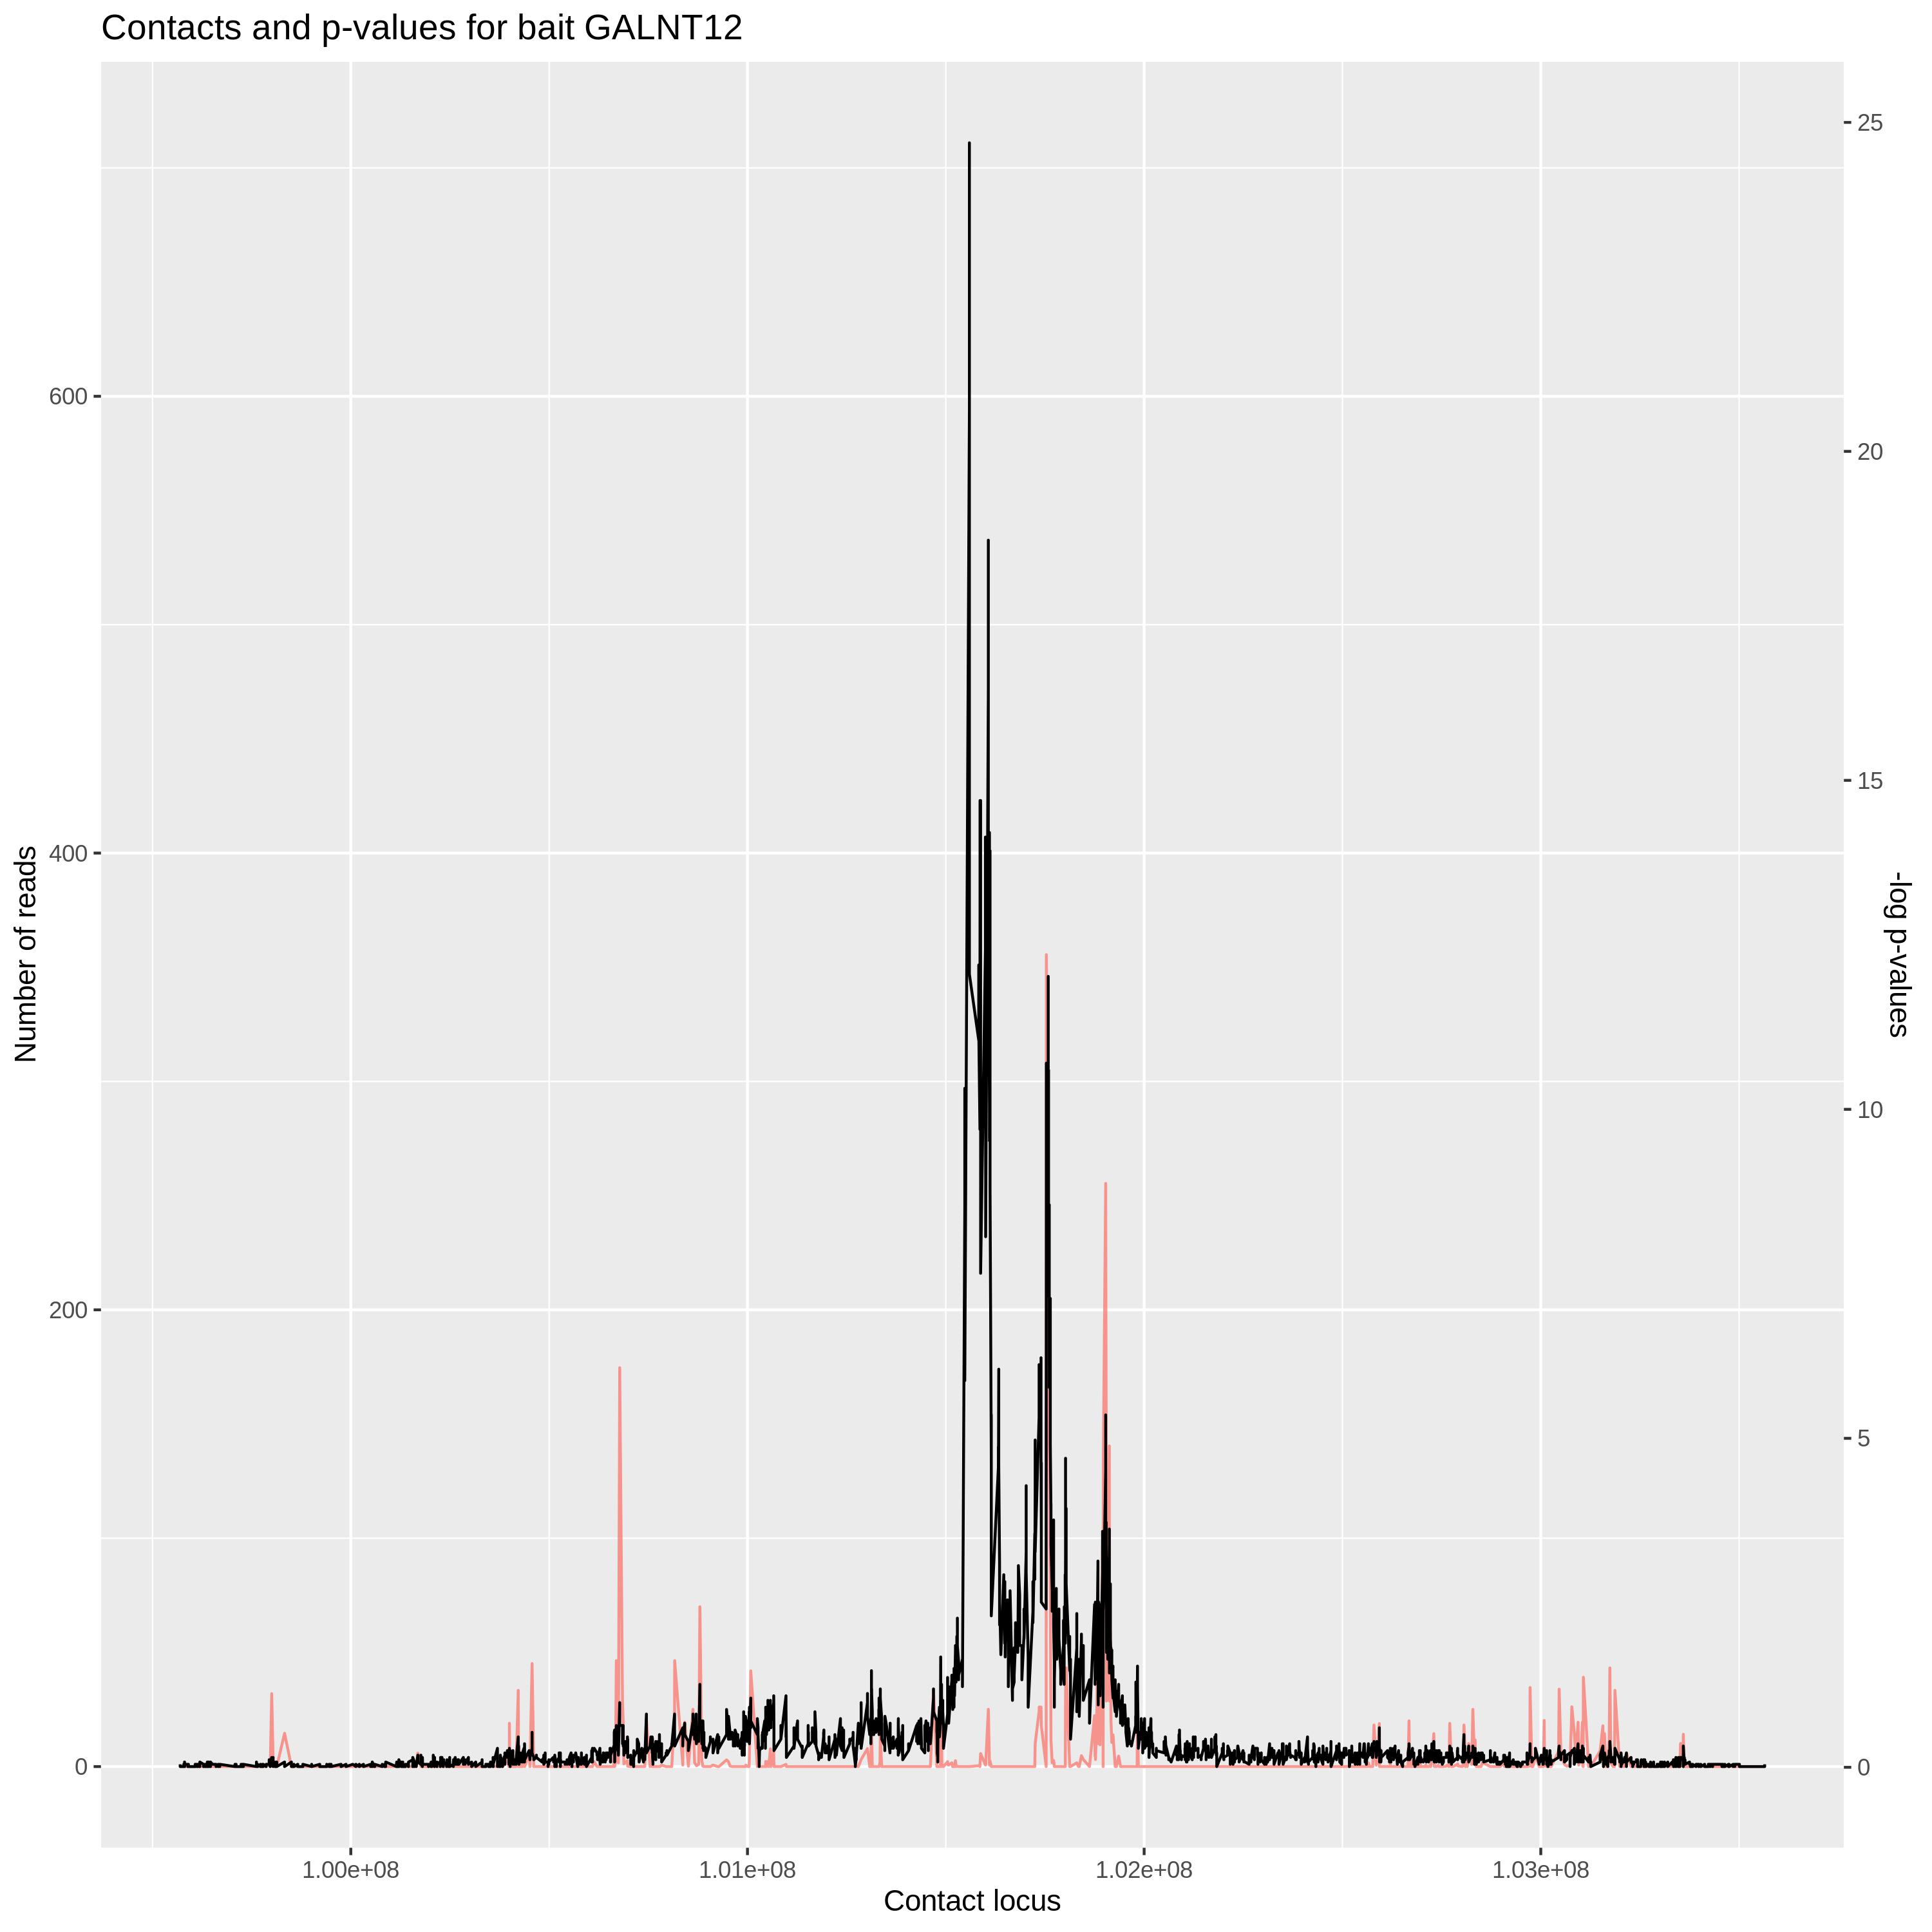 Contacts and p-values for bait GALNT12
Number of reads
600
400
200
0
25
20
15
10
5
0
-log p-values
1.00e+08
1.01e+08
1.02e+08
1.03e+08
Contact locus